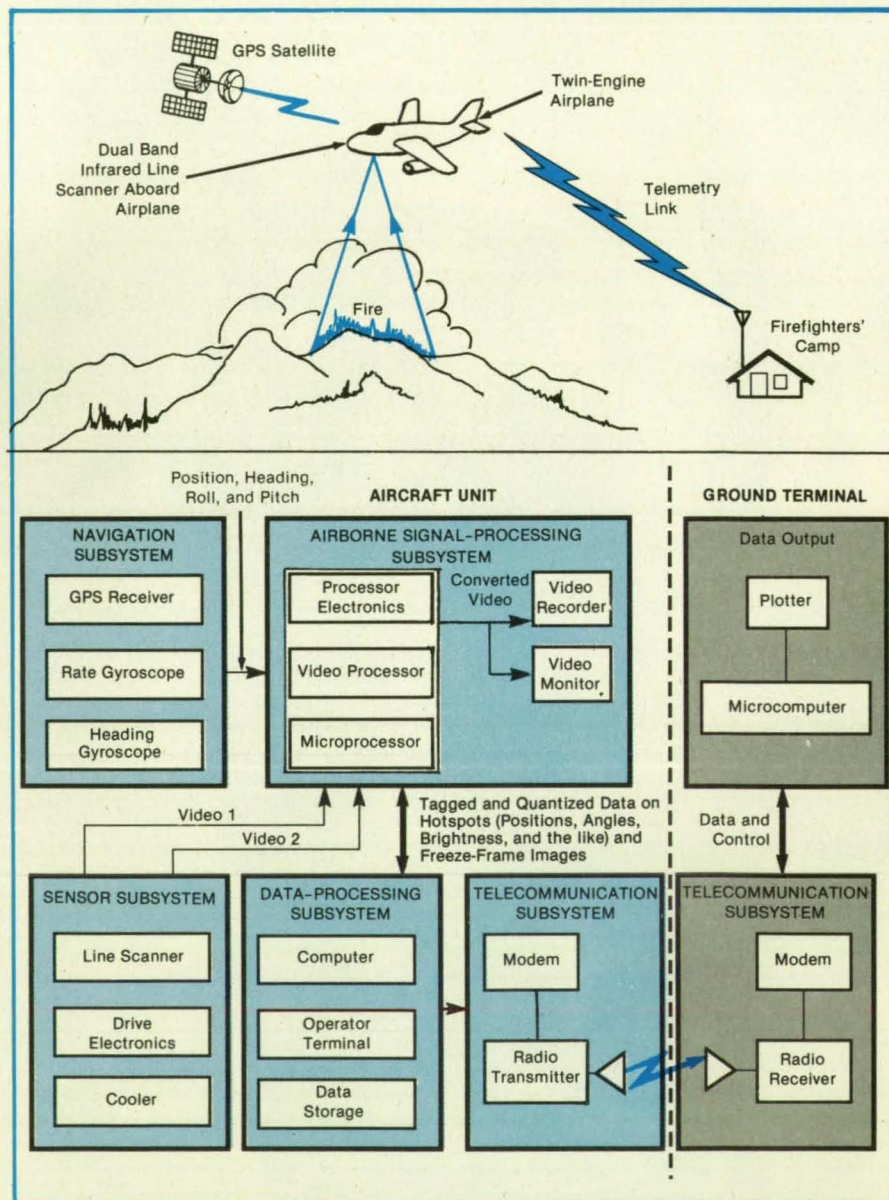 GPS Satellite
Twin-Engine
Airplane
Dual Band
Infrared Line
Scanner Aboard
Airplane
Telemetry
Link
Fire
Firefighters'
Camp
Position, Heading,
Roll, and Pitch
AIRCRAFT UNIT
GROUND TERMINAL
NAVIGATION
SUBSYSTEM
GPS Receiver
Rate Gyroscope
Heading
Gyroscope
AIRBORNE SIGNAL-PROCESSING
SUBSYSTEM
Processor
Electronics
Video Processor
Microprocessor
Converted
Video
Video
Recorder
Video
Monitor
Data Output
Plotter
Microcomputer
Video 1
Video 2
Tagged and Quantized Data on
Hotspots (Positions, Angles,
Brightness, and the like) and
Freeze-Frame Images
Data and
Control
SENSOR SUBSYSTEM
Line Scanner
Drive
Electronics
Cooler
DATA-PROCESSING
SUBSYSTEM
Computer
Operator
Terminal
Data
Storage
TELECOMMUNICATION
SUBSYSTEM
Modem
Radio
Transmitter
TELECOMMUNICATION
SUBSYSTEM
Modem
Radio
Receiver